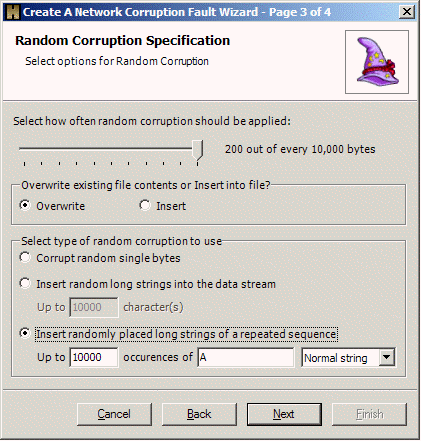 Create A Network Corruption Fault Wizard - Page 3 of 4
Random Corruption Specification
Select options for Random Corruption
Select how often random corruption should be applied:
200 out of every 10,000 bytes
Overwrite existing file contents or Insert into file?
Overwrite Insert
Select type of random corruption to use
Corrupt random single bytes
Insert random long strings into the data stream
Up to 10000 character(s)
Insert randomly placed long strings of a repeated sequence
Up to 10000 occurences of A Normal string
Cancel Back Next Finish